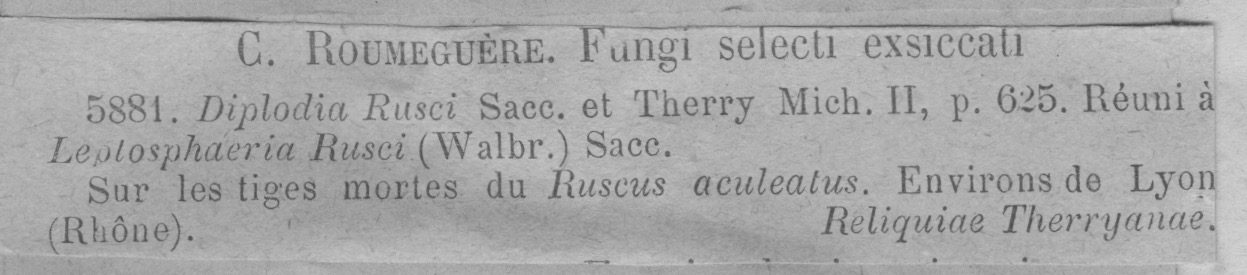 C. ROUMEGUÈRE. Fungi selecti exsiccati
5881. Diplodia Rusci Sacc. et Therry Mich. II, p. 625. Réuni à
Leptosphaeria Rusci (Walbr.) Sacc.
Sur les tiges mortes du Ruscus aculeatus. Environs de Lyon
(Rhône). Reliquiae Therryanae.